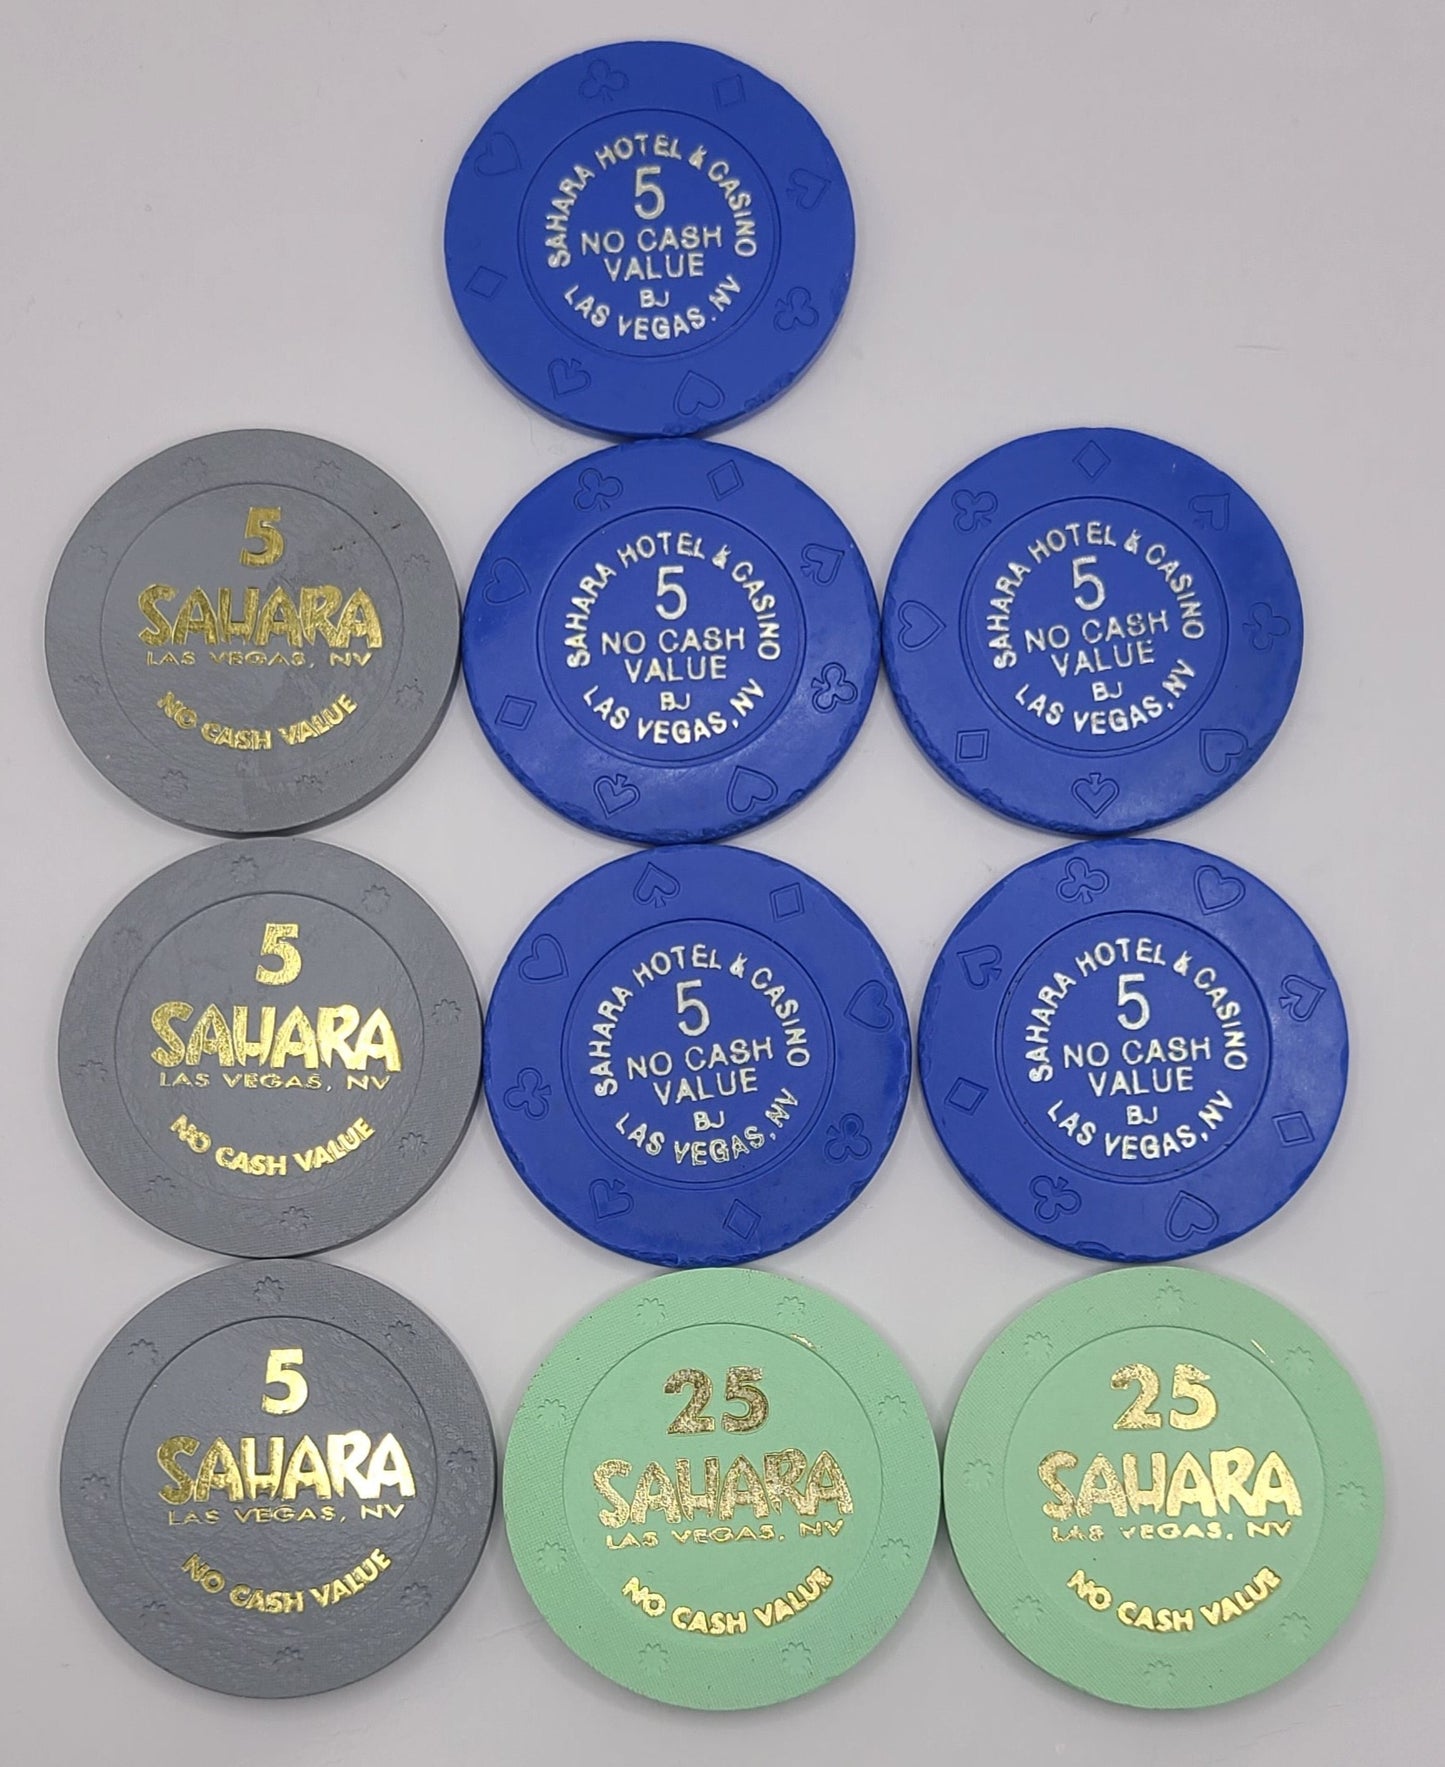 SAHARA HOTEL & CASINO
5
NO CASH
VALUE
BJ
LAS VEGAS, NV
5
SAHARA
LAS VEGAS, NV
NO CASH VALUE
SAHARA HOTEL & CASINO
5
NO CASH
VALUE
BJ
LAS VEGAS, NV
SAHARA HOTEL & CASINO
5
NO CASH
VALUE
BJ
LAS VEGAS, NV
5
SAHARA
LAS VEGAS, NV
NO CASH VALUE
SAHARA HOTEL & CASINO
5
NO CASH
VALUE
BJ
LAS VEGAS, NV
SAHARA HOTEL & CASINO
5
NO CASH
VALUE
BJ
LAS VEGAS, NV
5
SAHARA
LAS VEGAS, NV
NO CASH VALUE
25
SAHARA
LAS VEGAS, NV
NO CASH VALUE
25
SAHARA
LAS VEGAS, NV
NO CASH VALUE